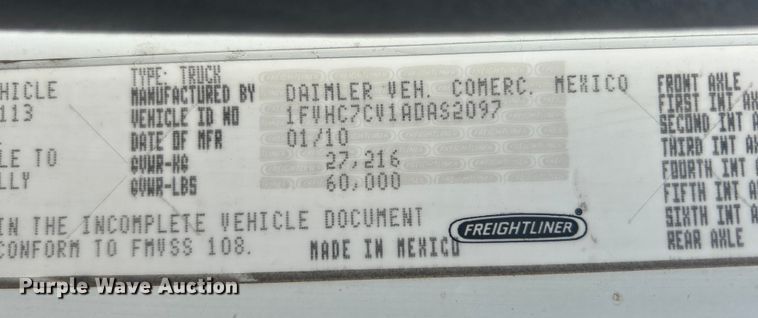 TYPE: TRUCK
HICLE MANUFACTURED BY DAIMLER VEH. COMERC. MEXICO FRONT AXLE
113 VEHICLE ID NO 1FVHC7CV1ADAS2097 FIRST INT AX
DATE OF MFR 01/10 SECOND INT A
LE TO GVWR-KG 27,216 THIRD INT A
LLY GVWR-LBS 60,000 FOURTH INT A
FIFTH INT A
IN THE INCOMPLETE VEHICLE DOCUMENT FREIGHTLINER® SIXTH INT A
CONFORM TO FMVSS 108. MADE IN MEXICO REAR AXLE
Purple Wave Auction